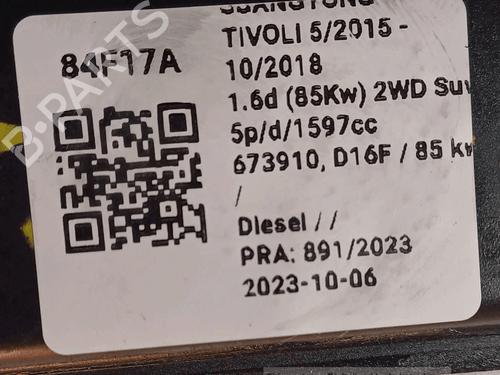 SSANGYONG
84F17A
TIVOLI 5/2015 -
10/2018
1.6d (85Kw) 2WD Suv
5p/d/1597cc
673910, D16F / 85 kw
/
Diesel / /
PRA: 891/2023
2023-10-06
B-PARTS